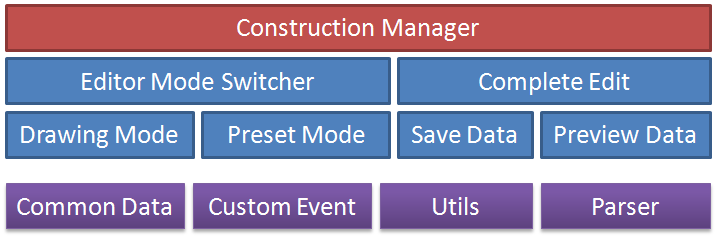 Construction Manager
Editor Mode Switcher Complete Edit
Drawing Mode Preset Mode Save Data Preview Data
Common Data Custom Event Utils Parser